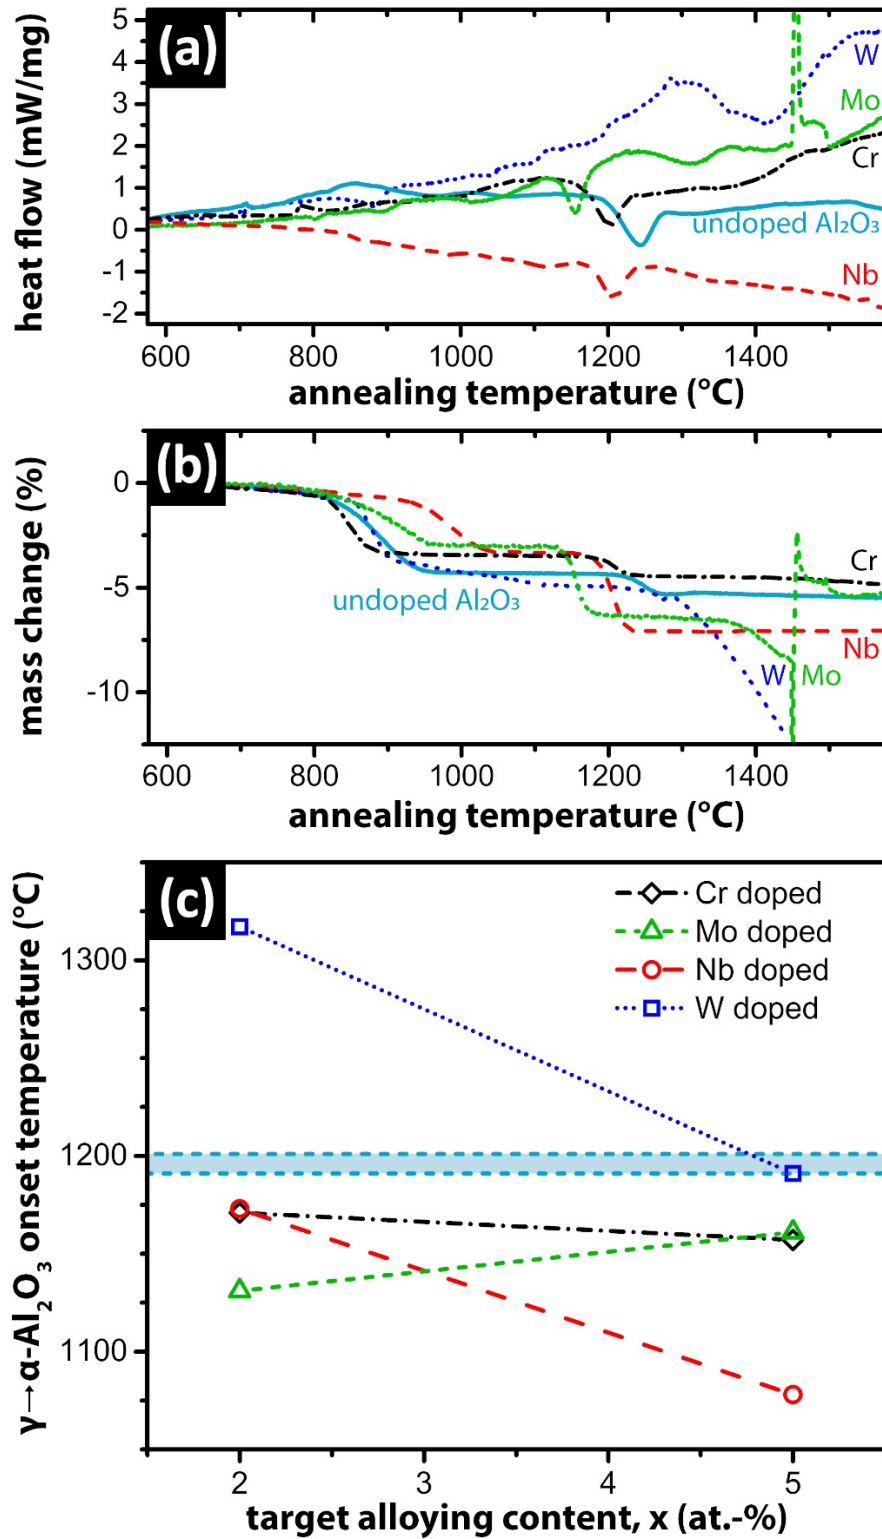 (a)
heat flow (mW/mg)
5
4
3
2
1
0
-1
-2
W
Mo
Cr
undoped Al₂O₃
Nb
600 800 1000 1200 1400
annealing temperature (°C)
(b)
mass change (%)
0
-5
-10
Cr
undoped Al₂O₃
Nb
W Mo
600 800 1000 1200 1400
annealing temperature (°C)
(c)
γ→α-Al₂O₃ onset temperature (°C)
1300
1200
1100
Cr doped
Mo doped
Nb doped
W doped
2 3 4 5
target alloying content, x (at.-%)